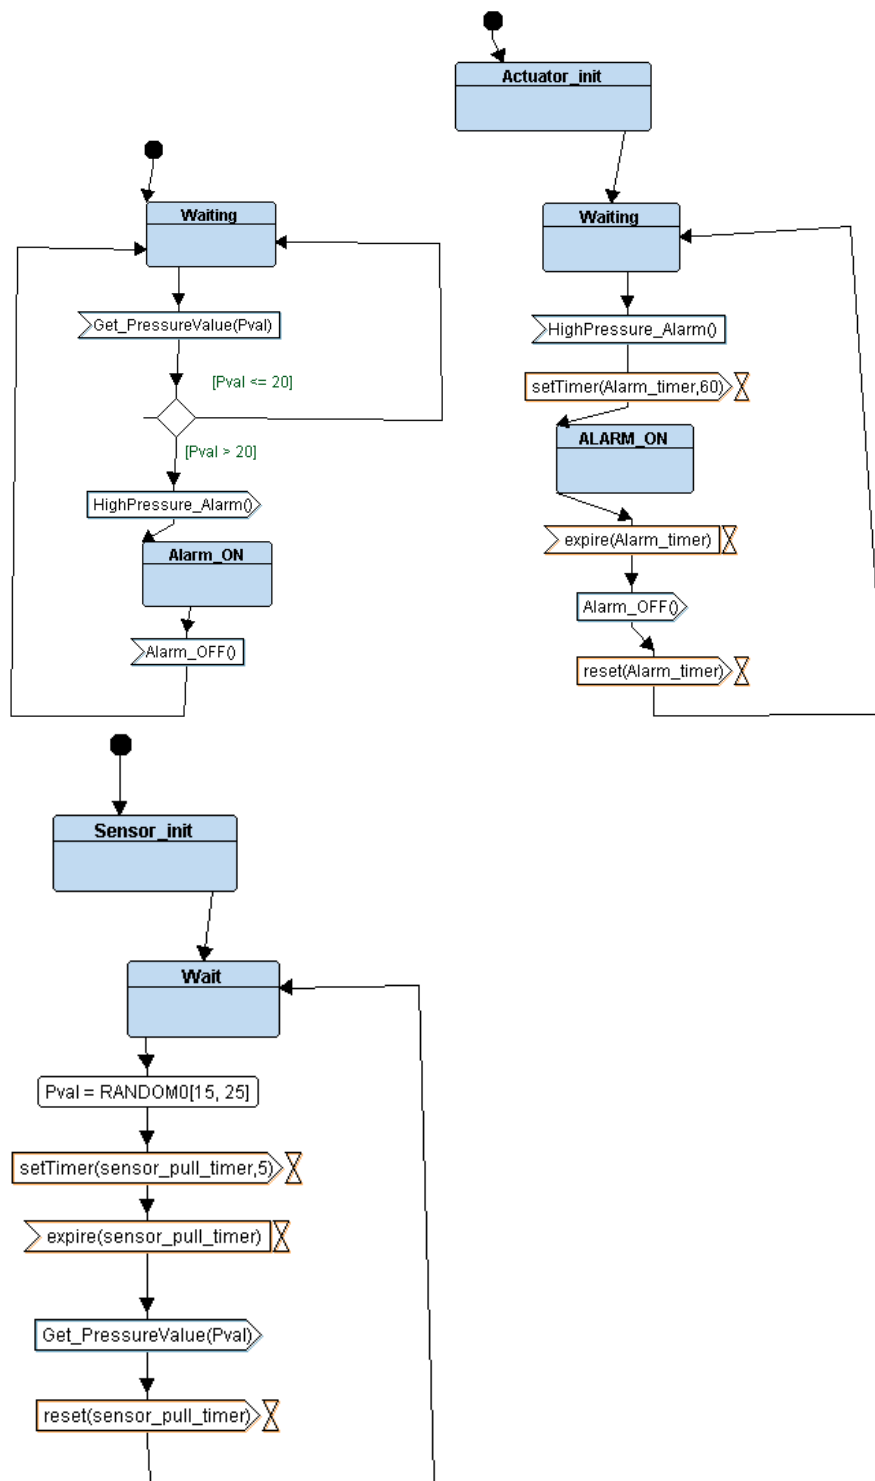 Waiting
Get_PressureValue(Pval)
[Pval <= 20]
[Pval > 20]
HighPressure_Alarm()
Alarm_ON
Alarm_OFF()
Actuator_init
Waiting
HighPressure_Alarm()
setTimer(Alarm_timer,60)
ALARM_ON
expire(Alarm_timer)
Alarm_OFF()
reset(Alarm_timer)
Sensor_init
Wait
Pval = RANDOM0[15, 25]
setTimer(sensor_pull_timer,5)
expire(sensor_pull_timer)
Get_PressureValue(Pval)
reset(sensor_pull_timer)